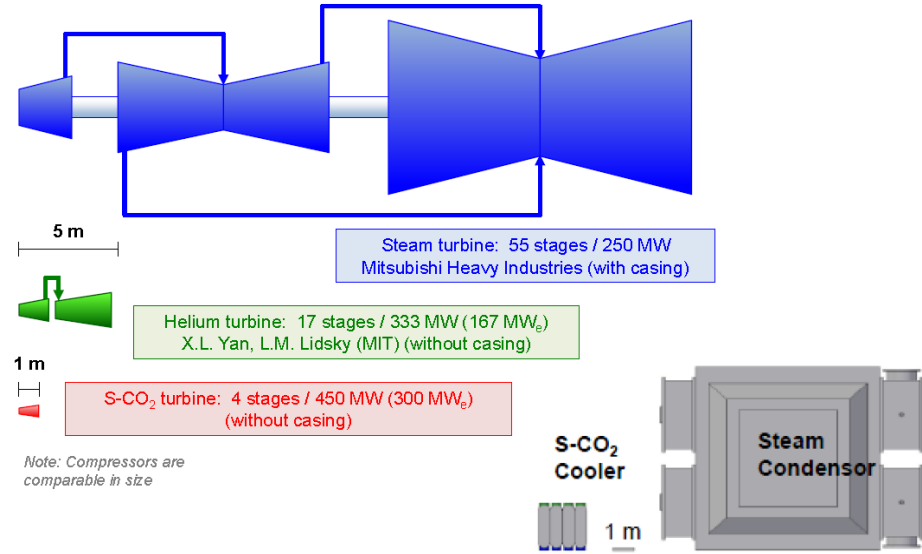 5 m
Steam turbine: 55 stages / 250 MW
Mitsubishi Heavy Industries (with casing)
Helium turbine: 17 stages / 333 MW (167 MWₑ)
X.L. Yan, L.M. Lidsky (MIT) (without casing)
1 m
S-CO₂ turbine: 4 stages / 450 MW (300 MWₑ)
(without casing)
Note: Compressors are
comparable in size
S-CO₂
Cooler
1 m
Steam
Condensor